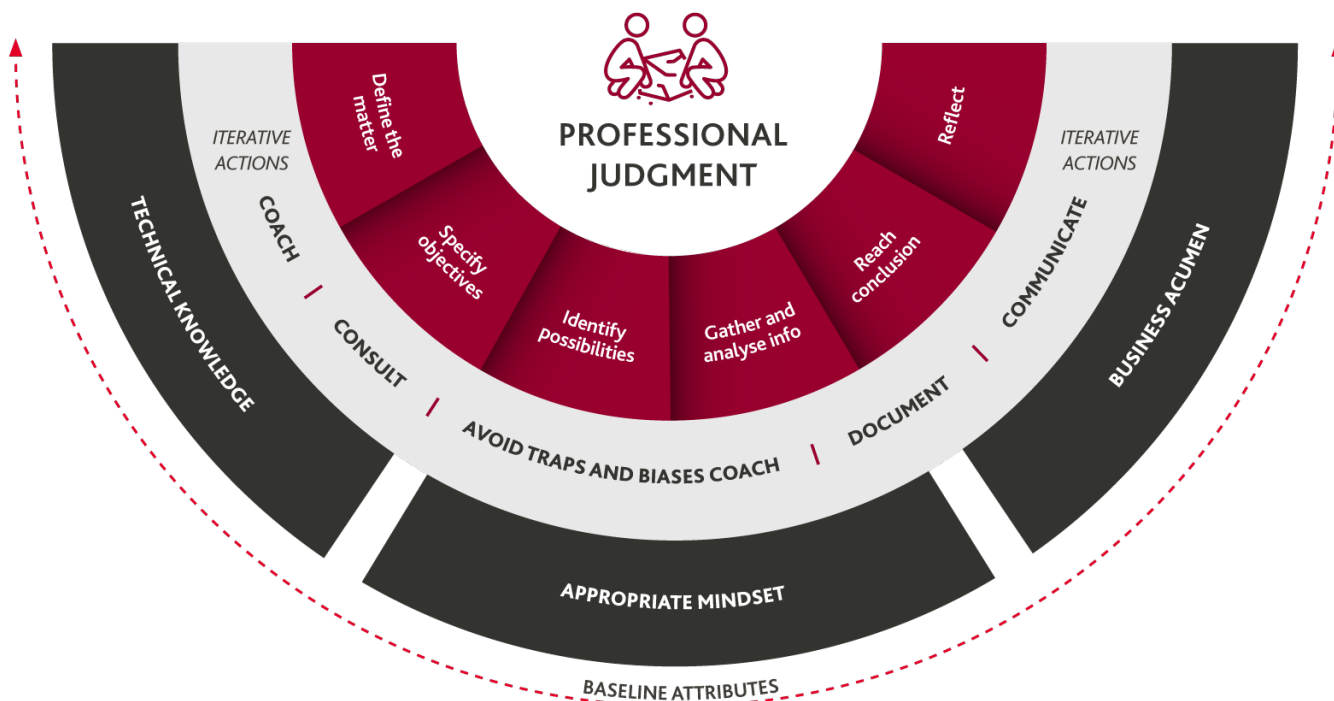 PROFESSIONAL
JUDGMENT
Define the
matter
Specify
objectives
Identify
possibilities
Gather and
analyse info
Reach
conclusion
Reflect
ITERATIVE
ACTIONS
COACH | CONSULT | AVOID TRAPS AND BIASES COACH | DOCUMENT | COMMUNICATE
ITERATIVE
ACTIONS
TECHNICAL KNOWLEDGE
APPROPRIATE MINDSET
BUSINESS ACUMEN
BASELINE ATTRIBUTES